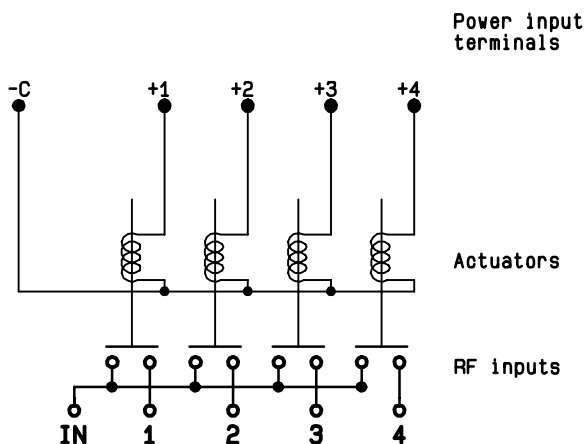 Power input
terminals
-C +1 +2 +3 +4
Actuators
RF inputs
IN 1 2 3 4